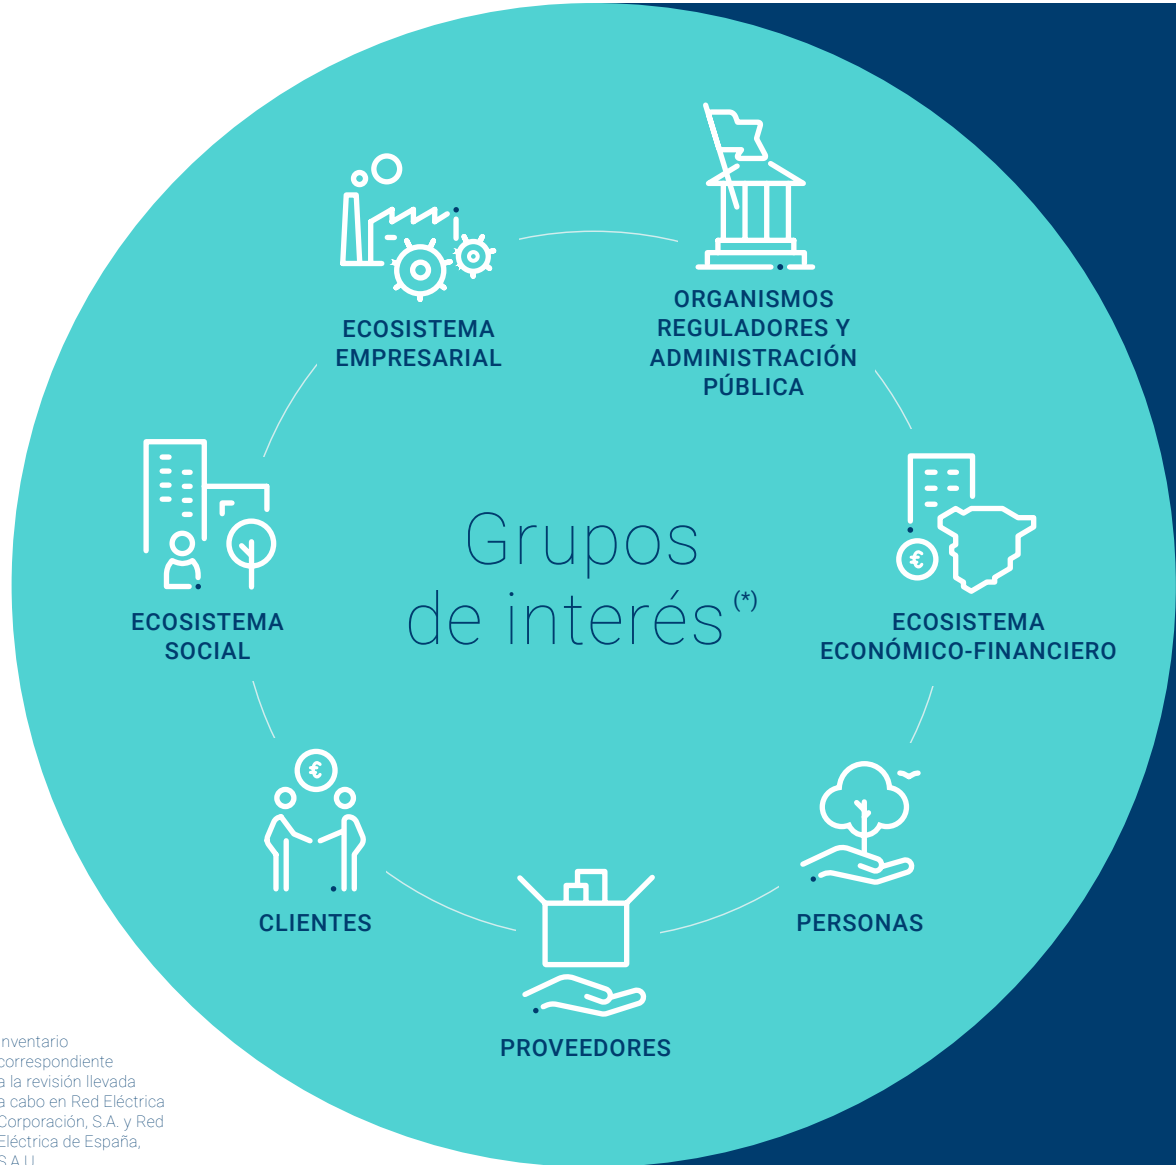 ORGANISMOS
REGULADORES Y
ADMINISTRACIÓN
PÚBLICA
ECOSISTEMA
EMPRESARIAL
Grupos
de interés (*)
ECOSISTEMA
SOCIAL
ECOSISTEMA
ECONÓMICO-FINANCIERO
CLIENTES
PERSONAS
PROVEEDORES
Inventario
correspondiente
a la revisión llevada
a cabo en Red Eléctrica
Corporación, S.A. y Red
Eléctrica de España,
S.A.U.